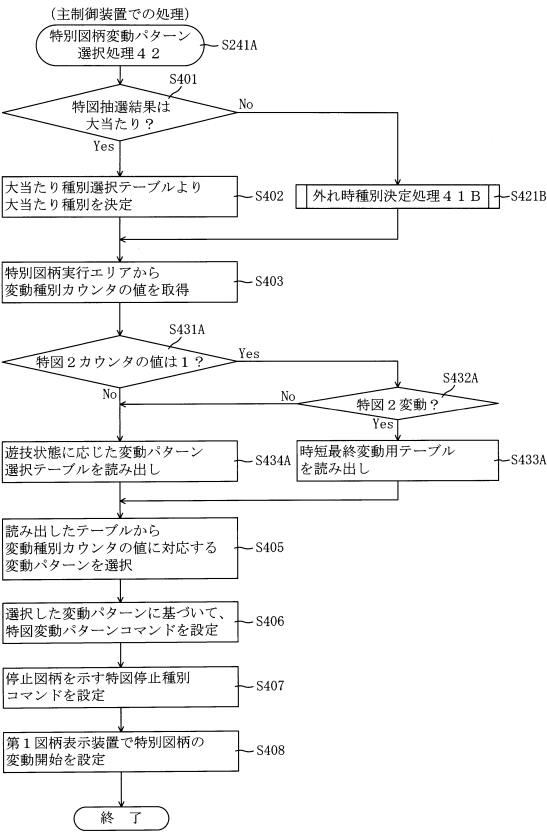 （主制御装置での処理）
特別図柄変動パターン
選択処理４２
S241A
S401
特図抽選結果は
大当たり？
No
Yes
大当たり種別選択テーブルより
大当たり種別を決定
S402
外れ時種別決定処理４１Ｂ
S421B
特別図柄実行エリアから
変動種別カウンタの値を取得
S403
S431A
特図２カウンタの値は１？
Yes
No
S432A
特図２変動？
No
Yes
遊技状態に応じた変動パターン
選択テーブルを読み出し
S434A
時短最終変動用テーブル
を読み出し
S433A
読み出したテーブルから
変動種別カウンタの値に対応する
変動パターンを選択
S405
選択した変動パターンに基づいて、
特図変動パターンコマンドを設定
S406
停止図柄を示す特図停止種別
コマンドを設定
S407
第１図柄表示装置で特別図柄の
変動開始を設定
S408
終　了